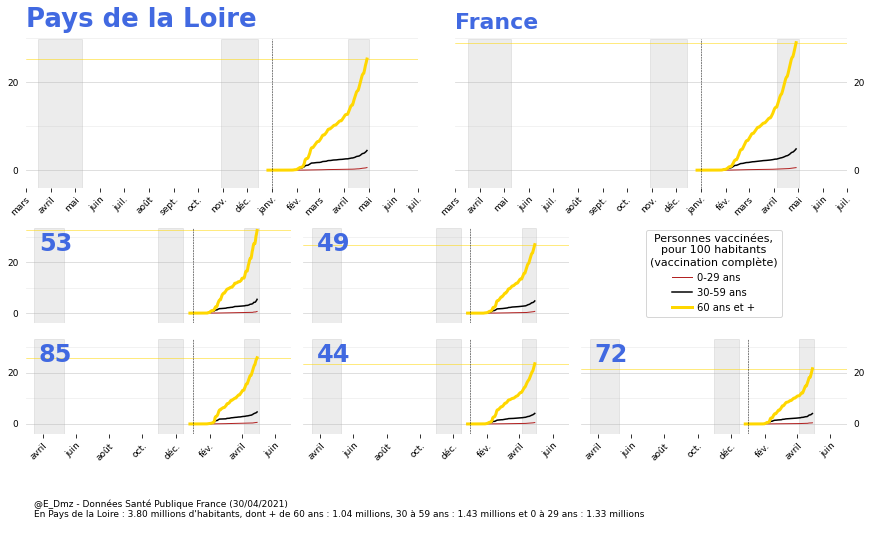 Pays de la Loire
France
20
0
20
0
mars avril mai juin juil. août sept. oct. nov. déc. janv. fév. mars avril mai juin juil.
mars avril mai juin juil. août sept. oct. nov. déc. janv. fév. mars avril mai juin juil.
53
49
20
0
Personnes vaccinées,
pour 100 habitants
(vaccination complète)
0-29 ans
30-59 ans
60 ans et +
85
44
72
20
0
20
0
avril juin août oct. déc. fév. avril juin
avril juin août oct. déc. fév. avril juin
avril juin août oct. déc. fév. avril juin
@E_Dmz - Données Santé Publique France (30/04/2021)
En Pays de la Loire : 3.80 millions d'habitants, dont + de 60 ans : 1.04 millions, 30 à 59 ans : 1.43 millions et 0 à 29 ans : 1.33 millions